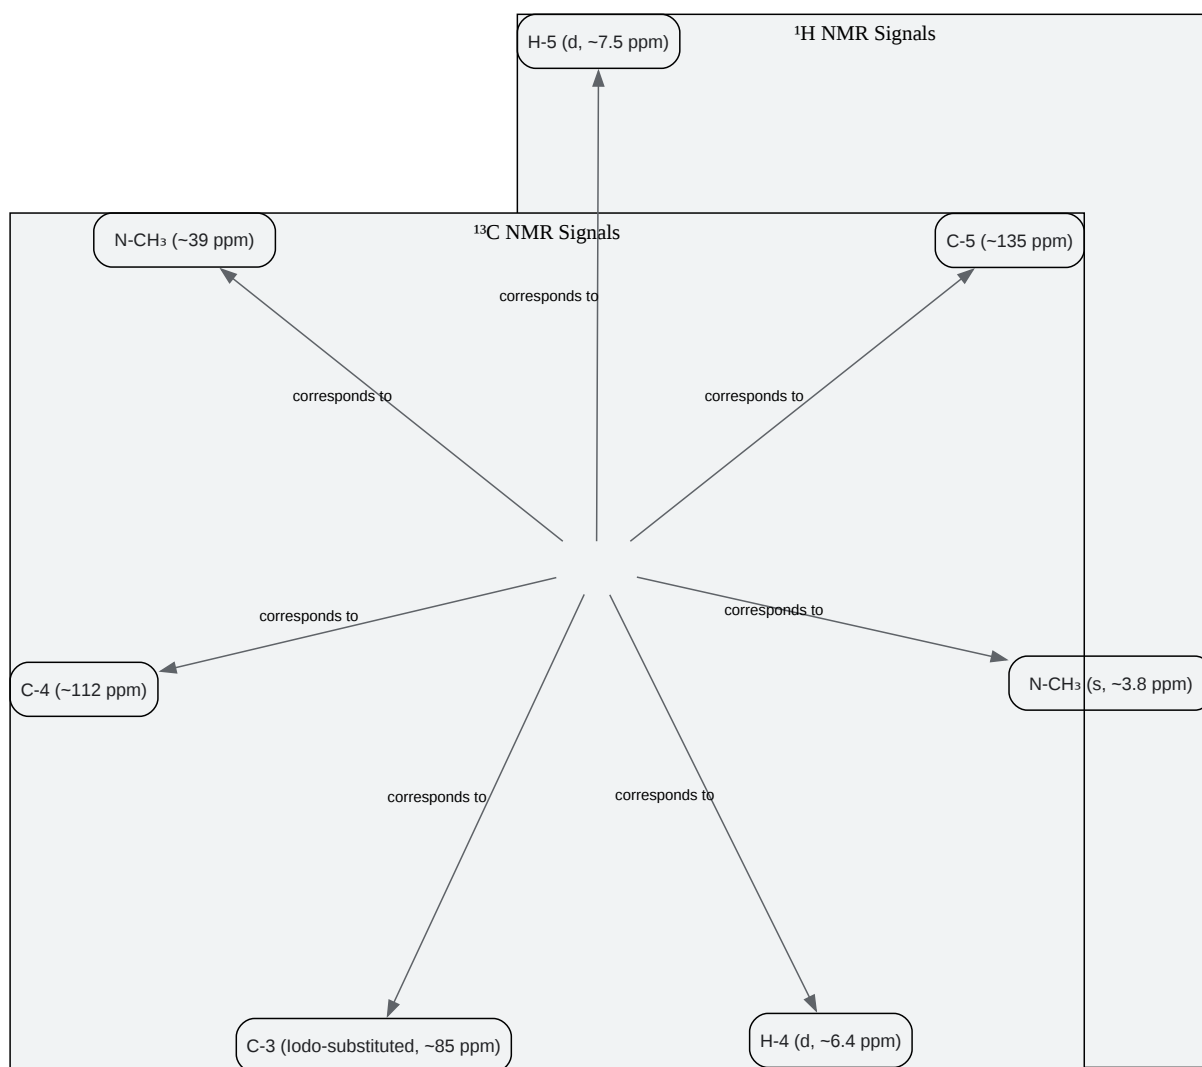 H-5 (d, ~7.5 ppm)
¹H NMR Signals
N-CH₃ (~39 ppm)
¹³C NMR Signals
C-5 (~135 ppm)
corresponds to
corresponds to
corresponds to
corresponds to
corresponds to
C-4 (~112 ppm)
N-CH₃ (s, ~3.8 ppm)
corresponds to
corresponds to
C-3 (Iodo-substituted, ~85 ppm)
H-4 (d, ~6.4 ppm)